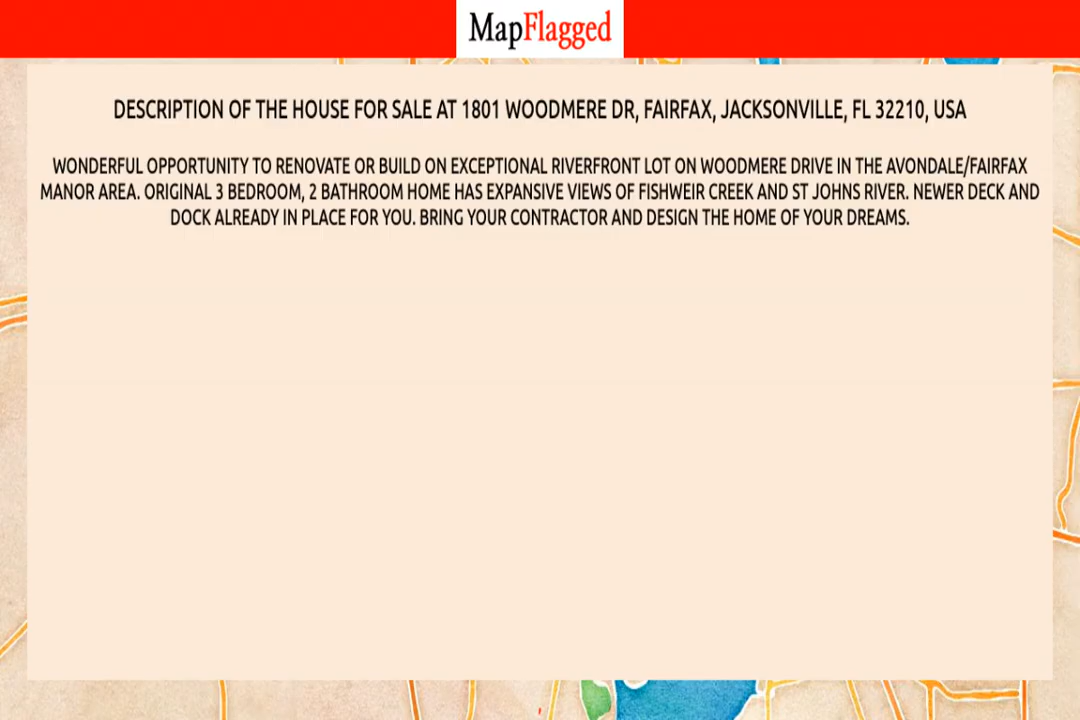 MapFlagged
DESCRIPTION OF THE HOUSE FOR SALE AT 1801 WOODMERE DR, FAIRFAX, JACKSONVILLE, FL 32210, USA
WONDERFUL OPPORTUNITY TO RENOVATE OR BUILD ON EXCEPTIONAL RIVERFRONT LOT ON WOODMERE DRIVE IN THE AVONDALE/FAIRFAX
MANOR AREA. ORIGINAL 3 BEDROOM, 2 BATHROOM HOME HAS EXPANSIVE VIEWS OF FISHWEIR CREEK AND ST JOHNS RIVER. NEWER DECK AND
DOCK ALREADY IN PLACE FOR YOU. BRING YOUR CONTRACTOR AND DESIGN THE HOME OF YOUR DREAMS.